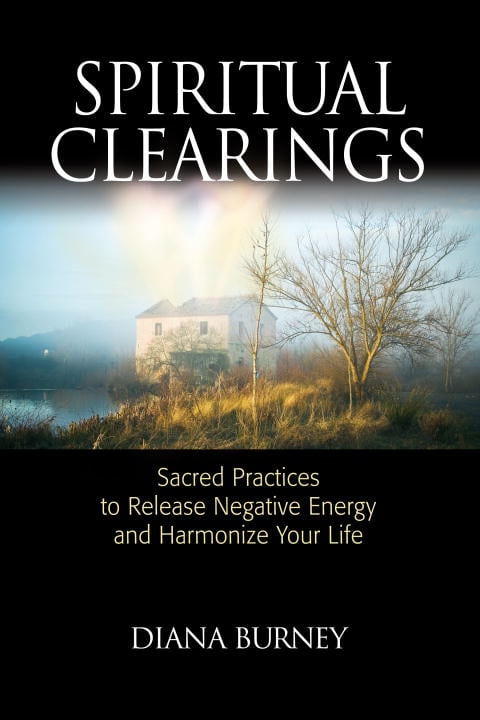 SPIRITUAL
CLEARINGS
Sacred Practices
to Release Negative Energy
and Harmonize Your Life
DIANA BURNEY